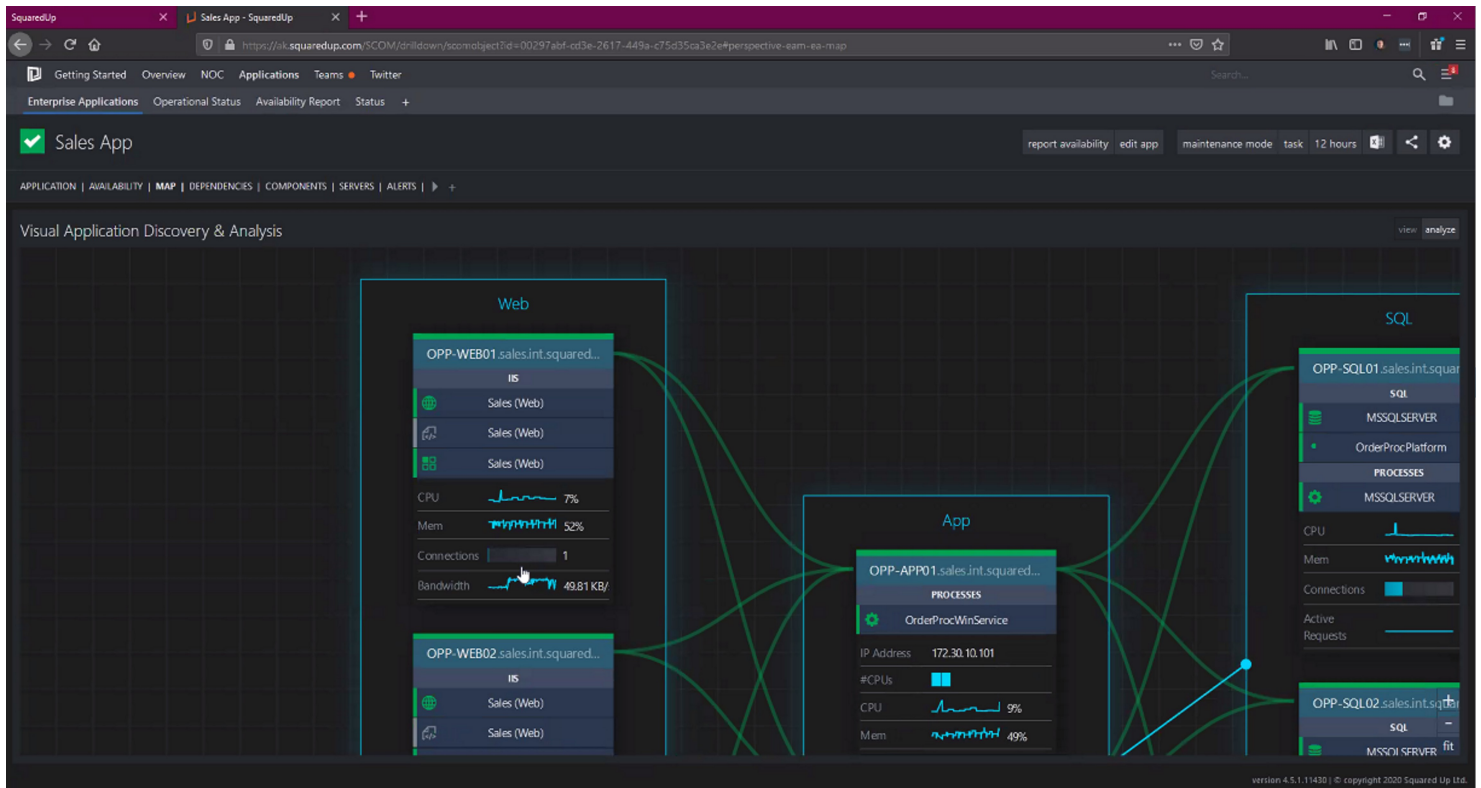 SquaredUp
Sales App - SquaredUp
https://ak.squaredup.com/SCOM/drilldown/scomobject?id=00297abf-cd3e-2617-449a-c75d35ca3e2e#perspective-eam-ea-map
Getting Started Overview NOC Applications Teams Twitter Search...
Enterprise Applications Operational Status Availability Report Status +
Sales App
report availability edit app maintenance mode task 12 hours
APPLICATION | AVAILABILITY | MAP | DEPENDENCIES | COMPONENTS | SERVERS | ALERTS | +
Visual Application Discovery & Analysis
view analyze
Web
OPP-WEB01.sales.int.squared...
IIS
Sales (Web)
Sales (Web)
Sales (Web)
CPU 7%
Mem 52%
Connections 1
Bandwidth 49.81 KB/
OPP-WEB02.sales.int.squared...
IIS
Sales (Web)
Sales (Web)
App
OPP-APP01.sales.int.squared...
PROCESSES
OrderProcWinService
IP Address 172.30.10.101
#CPUs
CPU 9%
Mem 49%
SQL
OPP-SQL01.sales.int.squar
SQL
MSSQLSERVER
OrderProcPlatform
PROCESSES
MSSQLSERVER
CPU
Mem
Connections
Active
Requests
OPP-SQL02.sales.int.squar
SQL
MSSQLSERVER
+
-
fit
version 4.5.1.11430 | © copyright 2020 Squared Up Ltd.